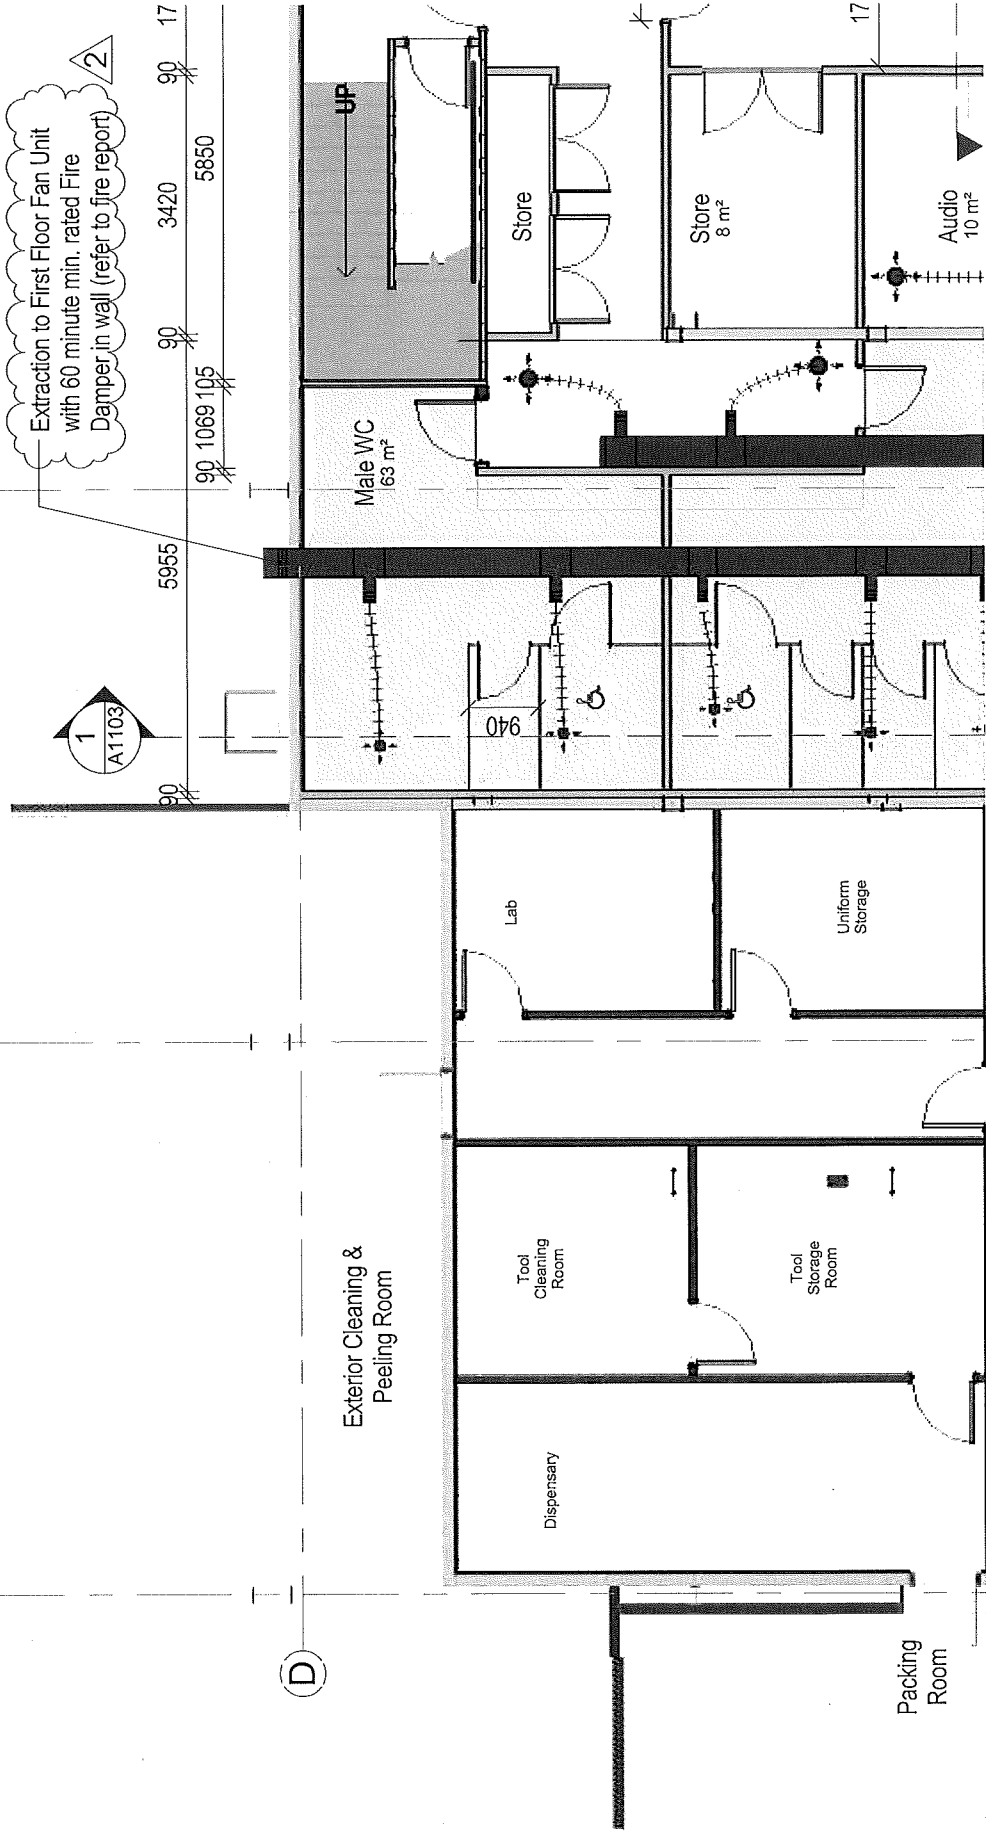 Extraction to First Floor Fan Unit
with 60 minute min. rated Fire
Damper in wall (refer to fire report)
2
90
5955
90
3420
90
17
90
1069
105
5850
17
1
A1103
UP
Male WC
63 m²
Store
Store
8 m²
Audio
10 m²
940
Lab
Uniform
Storage
Exterior Cleaning &
Peeling Room
Tool
Cleaning
Room
Tool
Storage
Room
Dispensary
D
Packing
Room